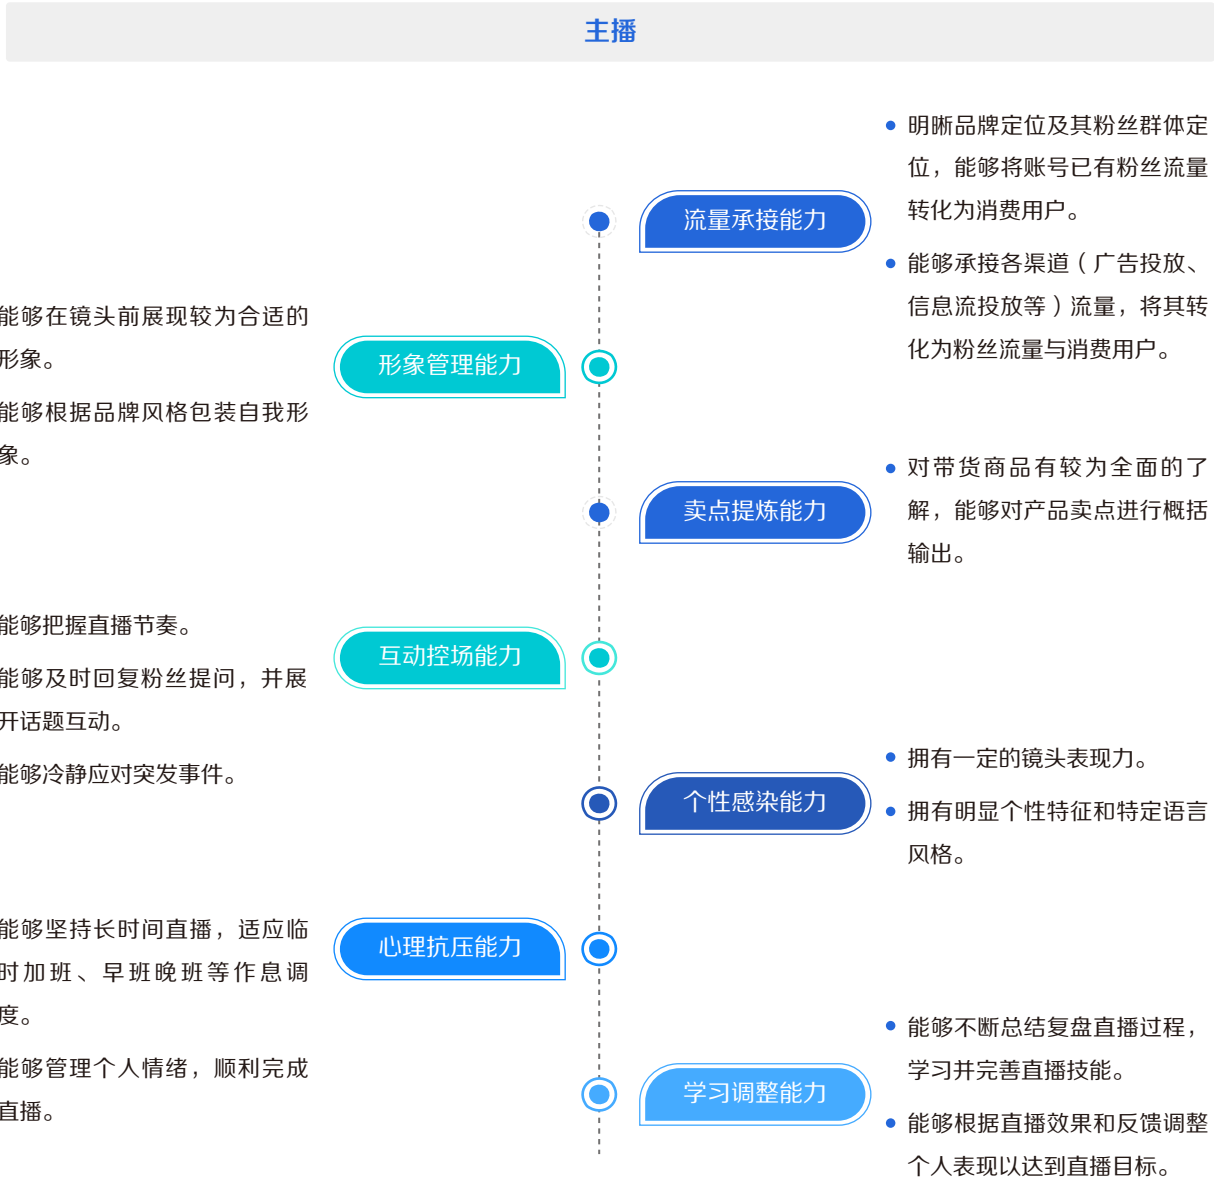 主播
流量承接能力
明晰品牌定位及其粉丝群体定
位，能够将账号已有粉丝流量
转化为消费用户。
能够承接各渠道（广告投放、
信息流投放等）流量，将其转
化为粉丝流量与消费用户。
形象管理能力
能够在镜头前展现较为合适的
形象。
能够根据品牌风格包装自我形
象。
卖点提炼能力
对带货商品有较为全面的了
解，能够对产品卖点进行概括
输出。
互动控场能力
能够把握直播节奏。
能够及时回复粉丝提问，并展
开话题互动。
能够冷静应对突发事件。
个性感染能力
拥有一定的镜头表现力。
拥有明显个性特征和特定语言
风格。
心理抗压能力
能够坚持长时间直播，适应临
时加班、早班晚班等作息调
度。
能够管理个人情绪，顺利完成
直播。
学习调整能力
能够不断总结复盘直播过程，
学习并完善直播技能。
能够根据直播效果和反馈调整
个人表现以达到直播目标。